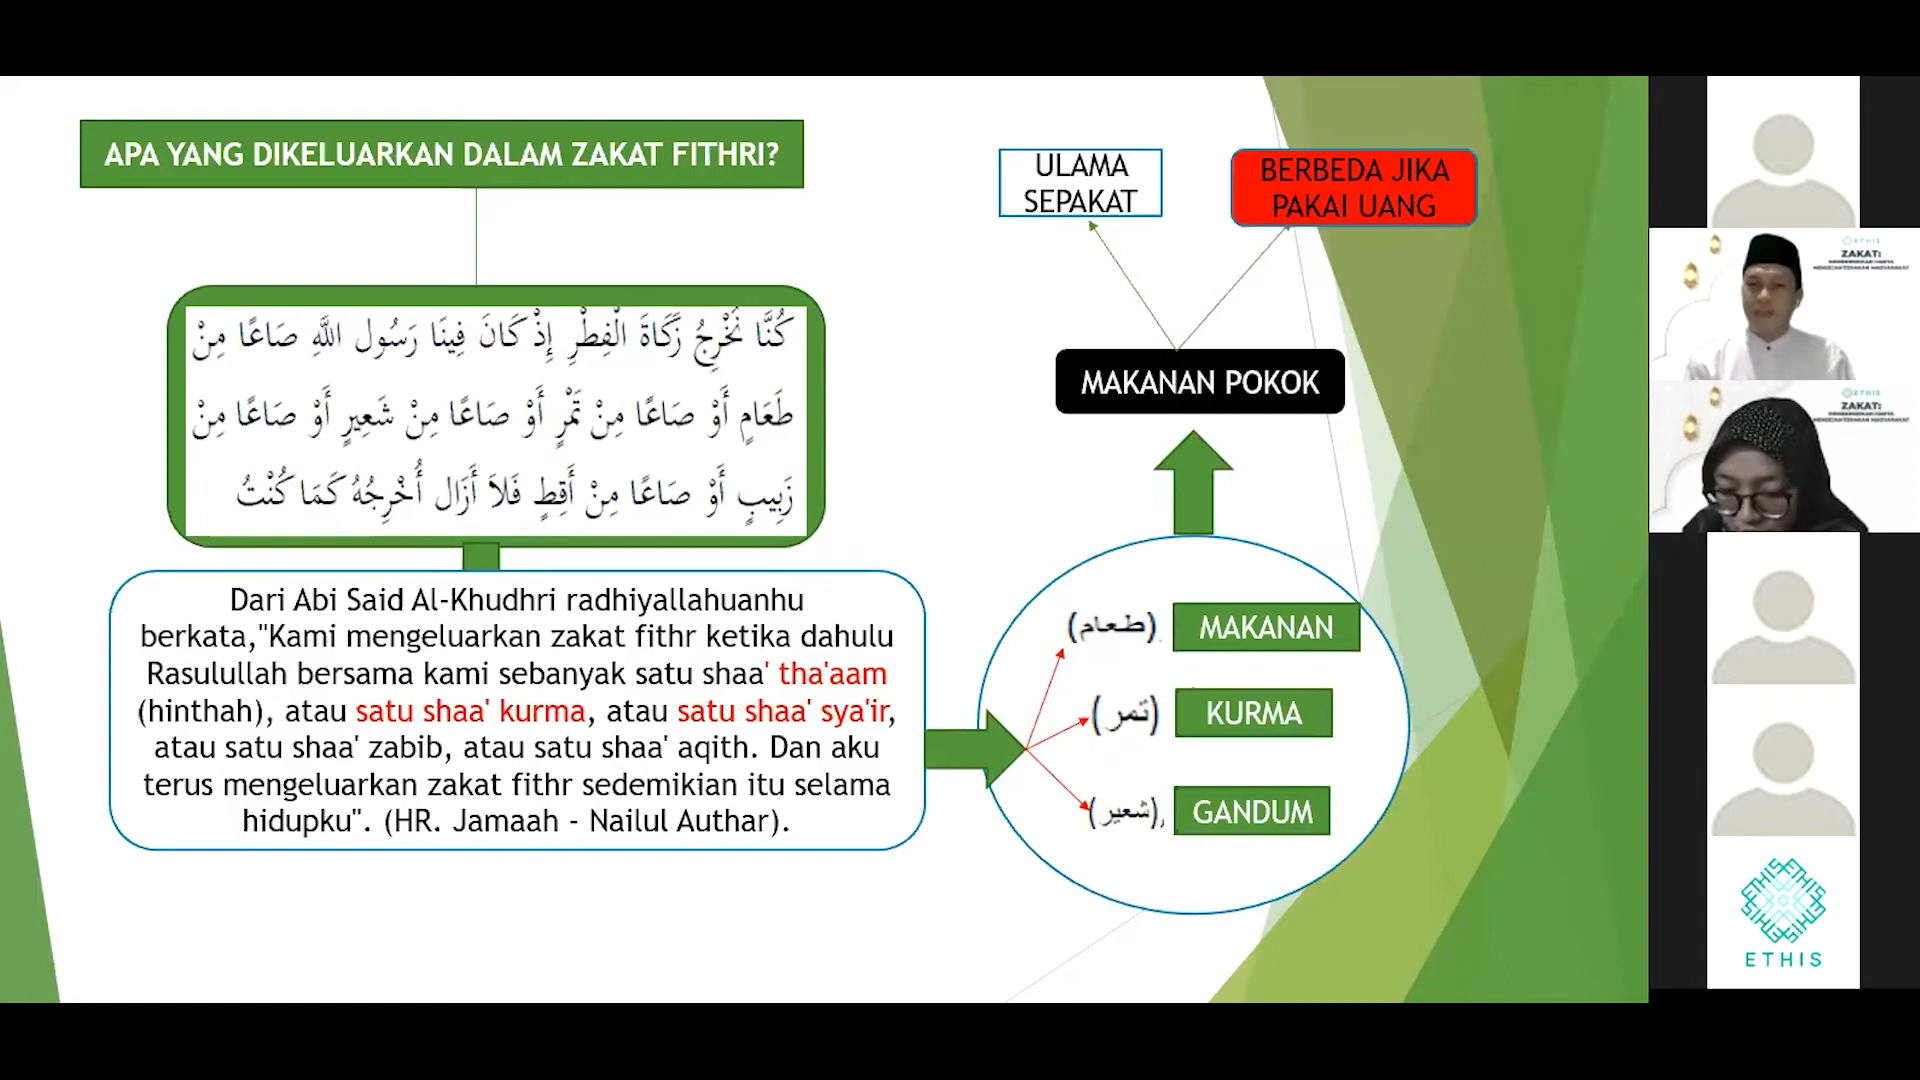 APA YANG DIKELUARKAN DALAM ZAKAT FITHRI?
كُنَّا نُخْرِجُ زَكَاةَ الْفِطْرِ إِذْ كَانَ فِينَا رَسُول اللَّهِ صَاعًا مِنْ
طَعَامٍ أَوْ صَاعًا مِنْ تَمْرٍ أَوْ صَاعًا مِنْ شَعِيرٍ أَوْ صَاعًا مِنْ
زَبِيبٍ أَوْ صَاعًا مِنْ أَقِطٍ فَلاَ أَزَال أُخْرِجُهُ كَمَا كُنْتُ
Dari Abi Said Al-Khudhri radhiyallahuanhu
berkata,"Kami mengeluarkan zakat fithr ketika dahulu
Rasulullah bersama kami sebanyak satu shaa' tha'aam
(hinthah), atau satu shaa' kurma, atau satu shaa' sya'ir,
atau satu shaa' zabib, atau satu shaa' aqith. Dan aku
terus mengeluarkan zakat fithr sedemikian itu selama
hidupku". (HR. Jamaah - Nailul Authar).
ULAMA
SEPAKAT
BERBEDA JIKA
PAKAI UANG
MAKANAN POKOK
(طعام) MAKANAN
(تمر) KURMA
(شعير), GANDUM
ETHIS
ZAKAT:
ETHIS
ZAKAT:
ETHIS